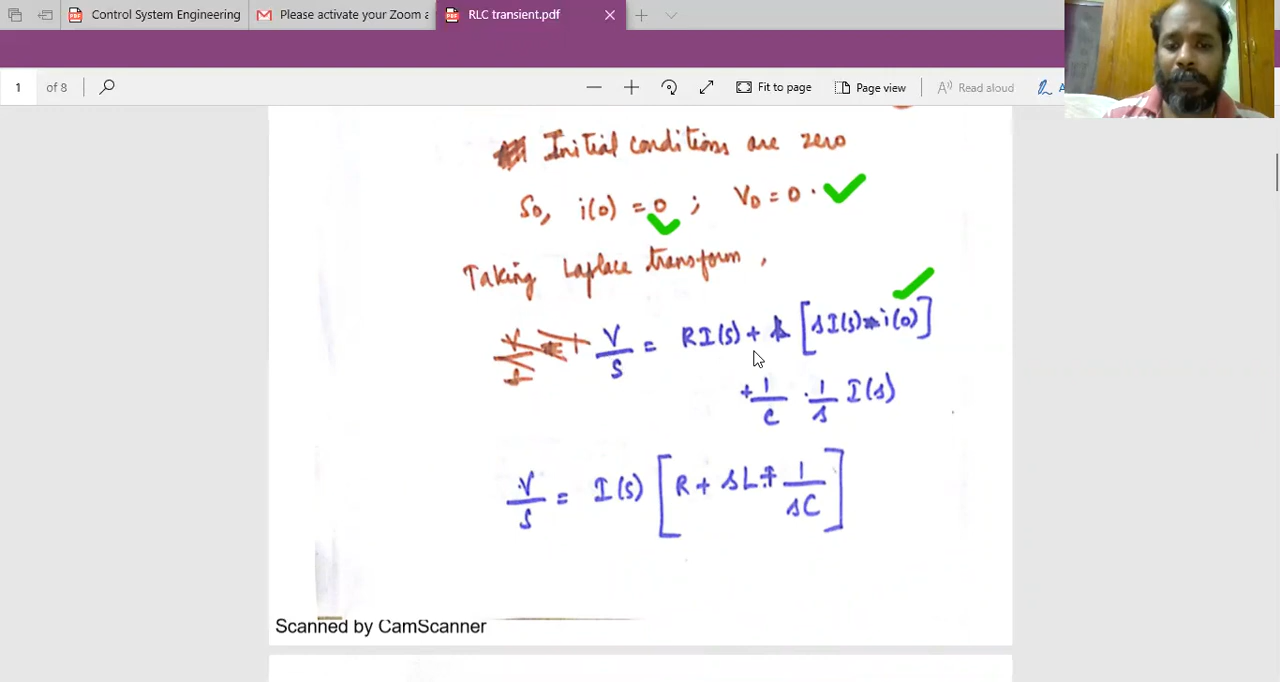 Control System Engineering
Please activate your Zoom a
RLC transient.pdf
1 of 8
Fit to page
Page view
Read aloud
Initial conditions are zero
So, i(0) = 0 ; V0 = 0 .
Taking Laplace transform ,
V/S = RI(s) + L [sI(s) - i(0)]
+ 1/C . 1/s I(s)
V/S = I(s) [R + sL + 1/sC]
Scanned by CamScanner